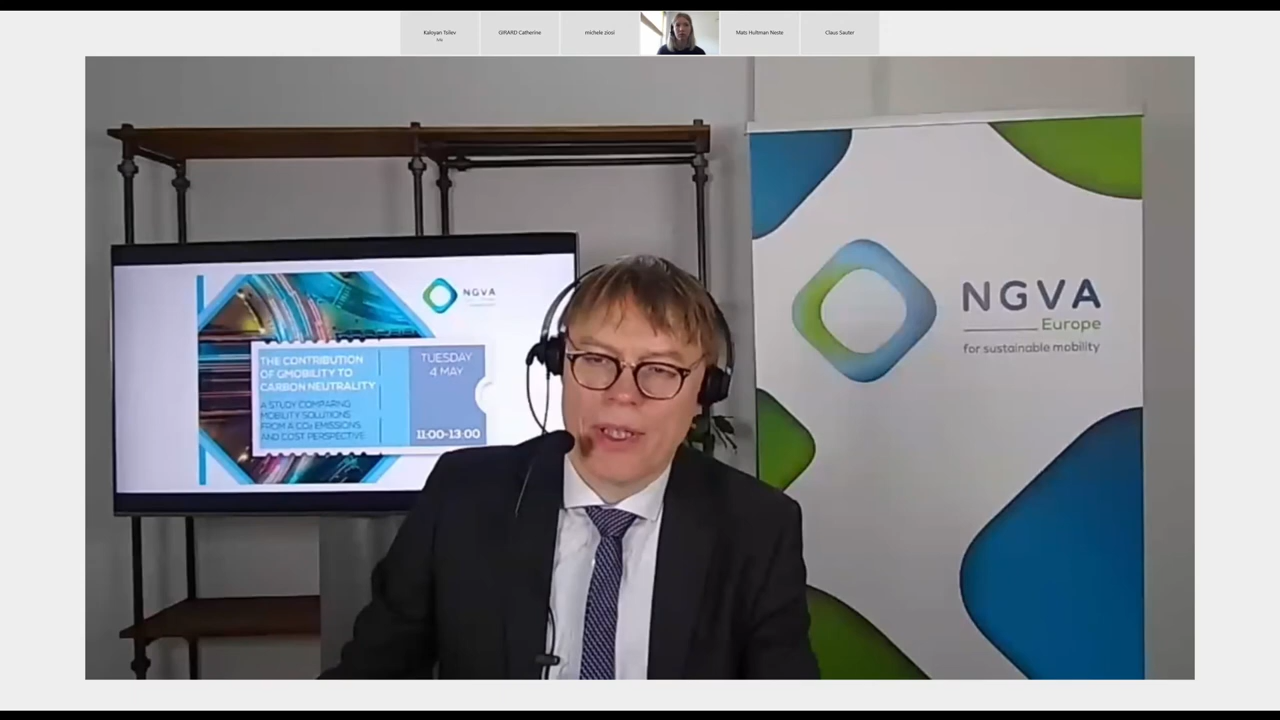 Kaloyan Tsilev
GIRARD Catherine
michele ziosi
Mats Hultman Neste
Claus Sauter
NGVA
THE CONTRIBUTION
OF GMOBILITY TO
CARBON NEUTRALITY
A STUDY COMPARING
MOBILITY SOLUTIONS
FROM A CO2 EMISSIONS
AND COST PERSPECTIVE
TUESDAY
4 MAY
11:00-13:00
NGVA
Europe
for sustainable mobility